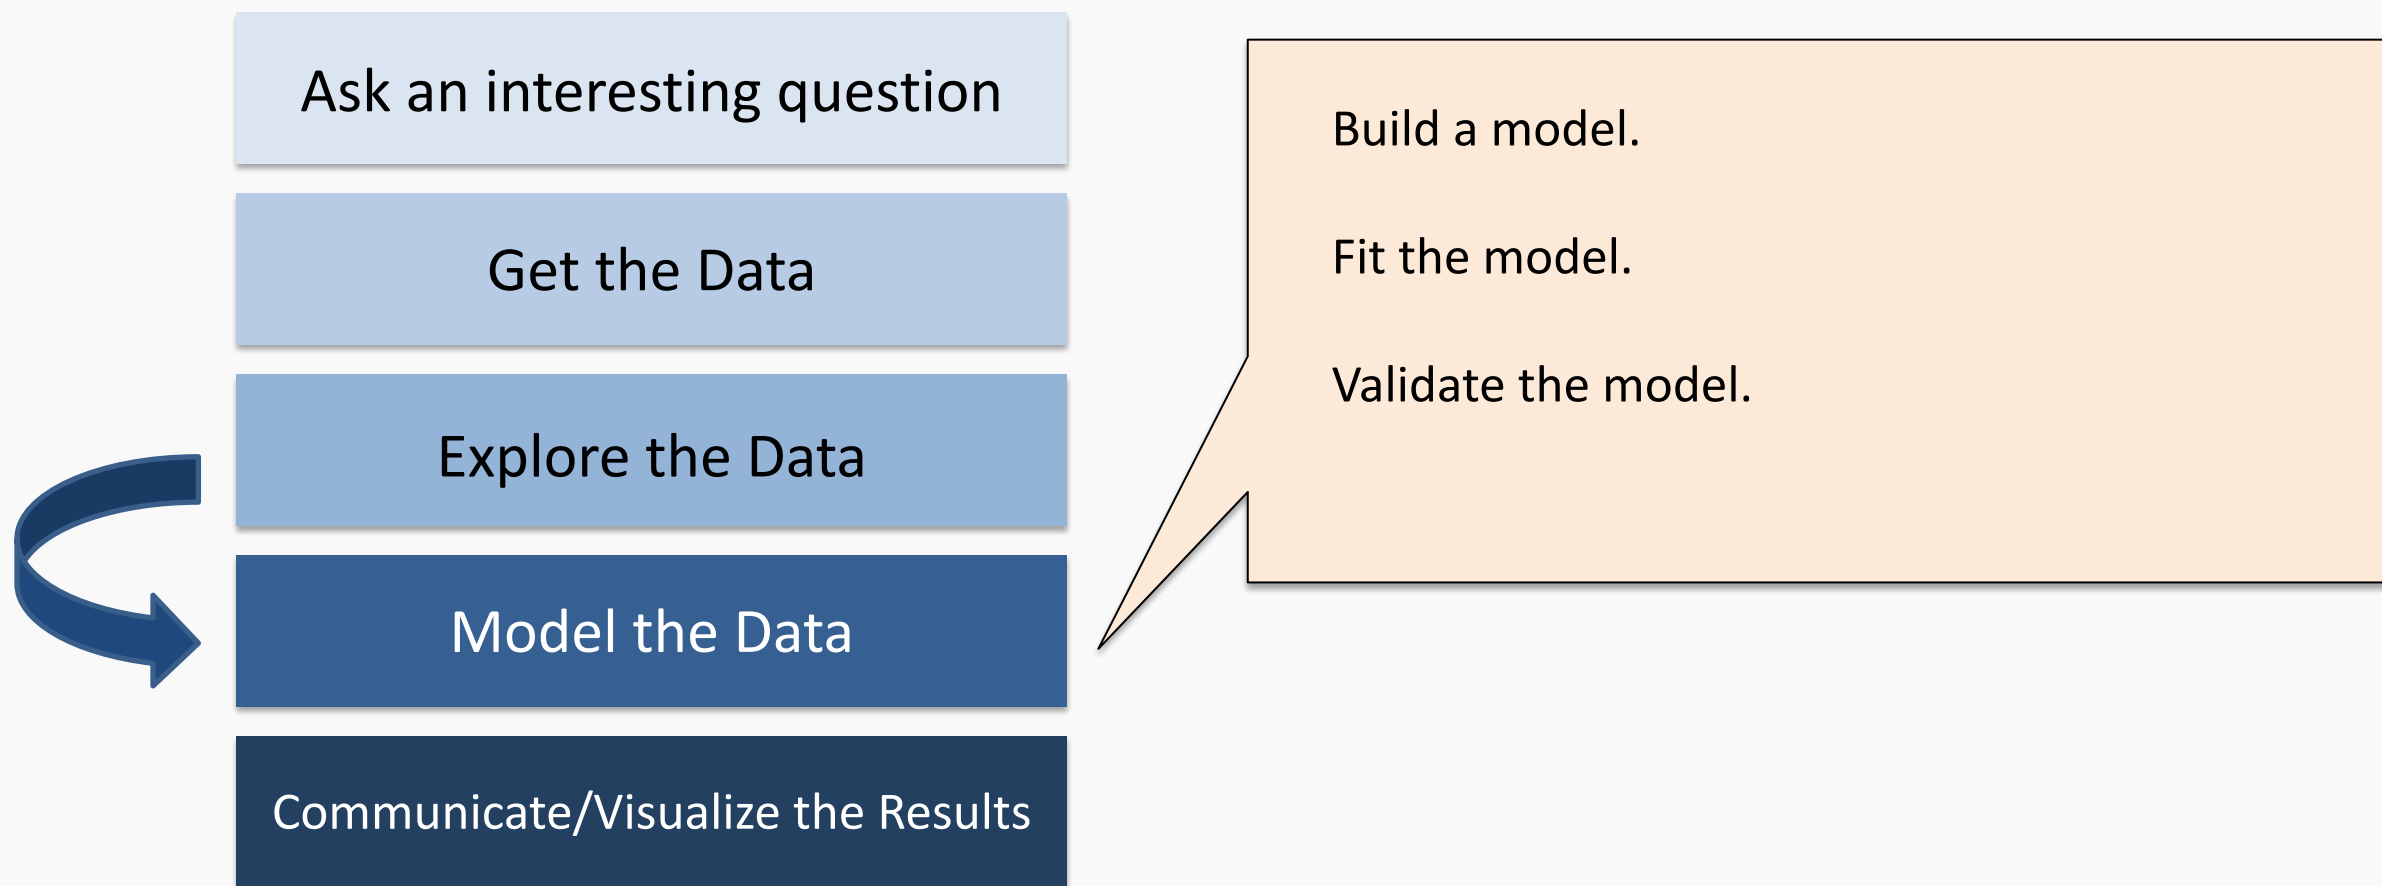 Ask an interesting question
Get the Data
Explore the Data
Model the Data
Communicate/Visualize the Results
Build a model.
Fit the model.
Validate the model.